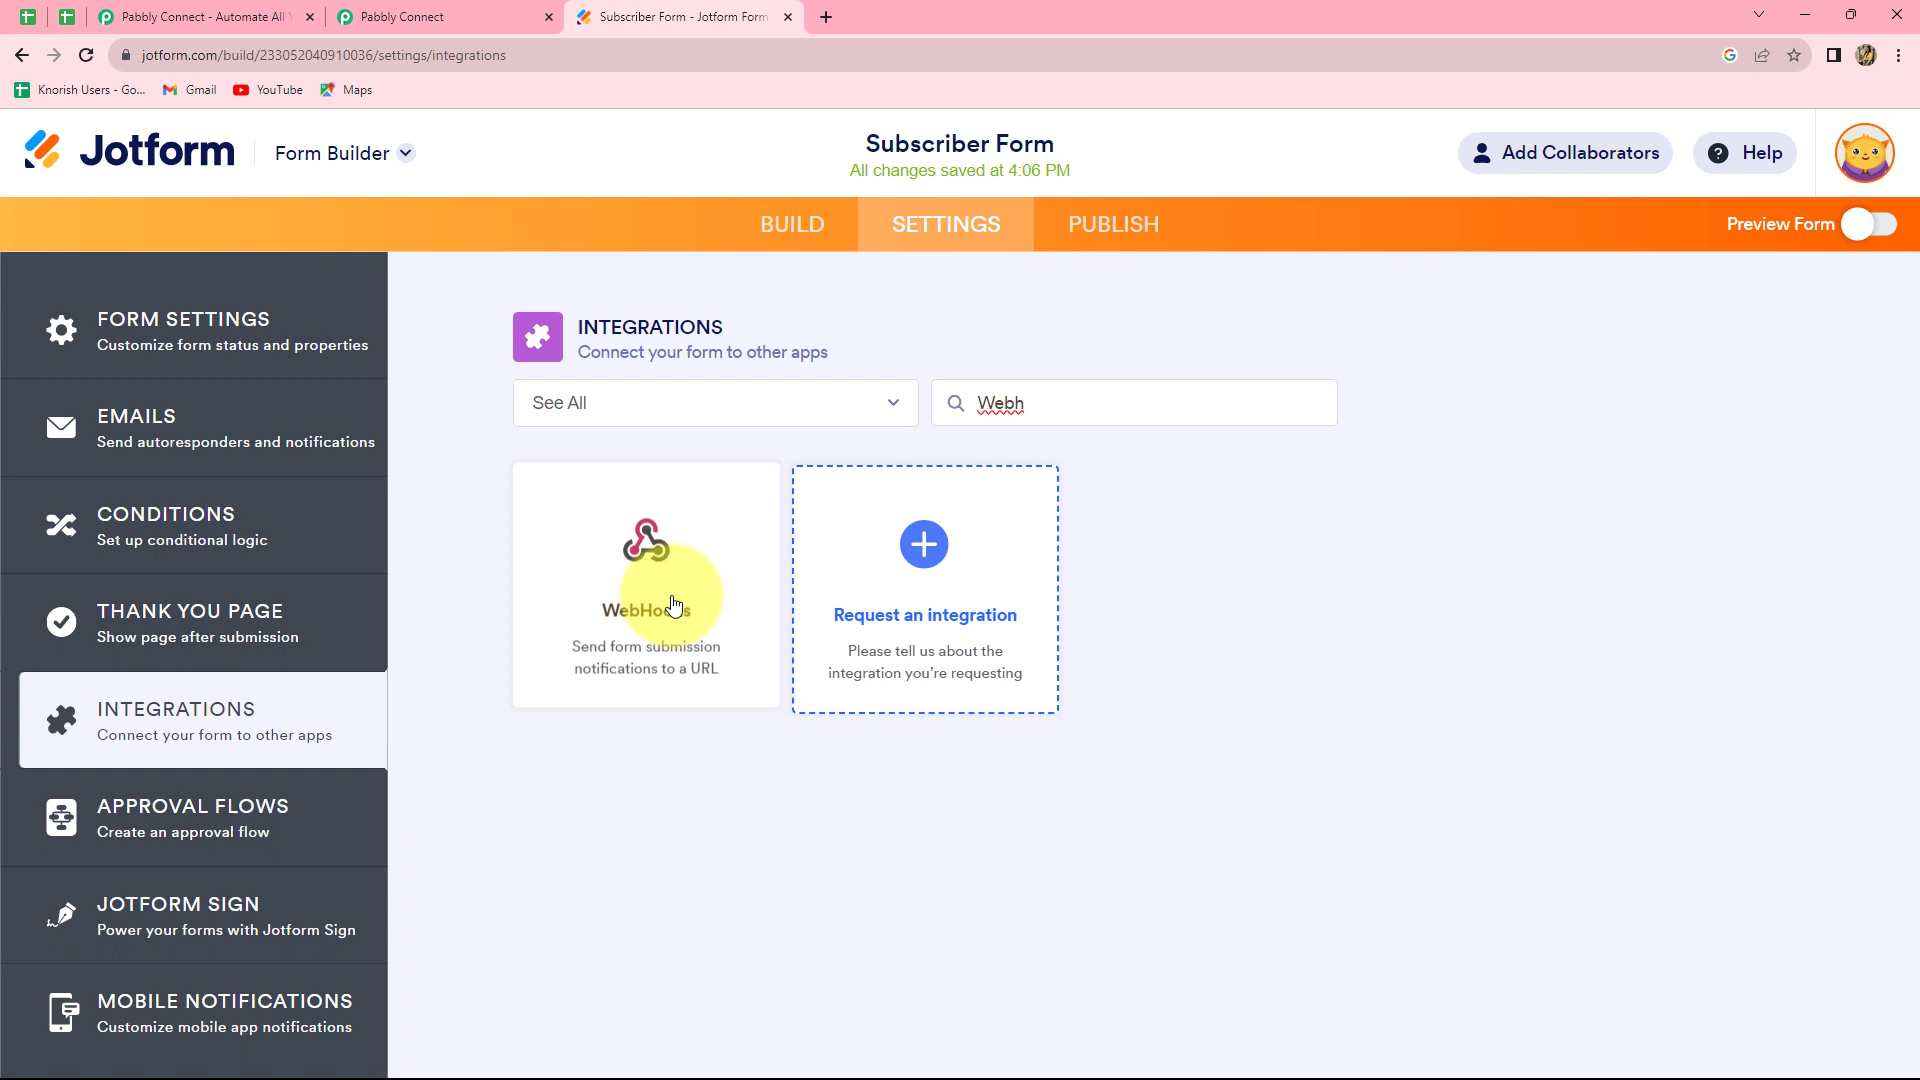 Pabbly Connect - Automate All
Pabbly Connect
Subscriber Form - Jotform Form
jotform.com/build/233052040910036/settings/integrations
Knorish Users - Go...
Gmail
YouTube
Maps
Jotform
Form Builder
Subscriber Form
All changes saved at 4:06 PM
Add Collaborators
Help
BUILD
SETTINGS
PUBLISH
Preview Form
FORM SETTINGS
Customize form status and properties
EMAILS
Send autoresponders and notifications
CONDITIONS
Set up conditional logic
THANK YOU PAGE
Show page after submission
INTEGRATIONS
Connect your form to other apps
APPROVAL FLOWS
Create an approval flow
JOTFORM SIGN
Power your forms with Jotform Sign
MOBILE NOTIFICATIONS
Customize mobile app notifications
INTEGRATIONS
Connect your form to other apps
See All
Webh
WebHooks
Send form submission
notifications to a URL
Request an integration
Please tell us about the
integration you're requesting